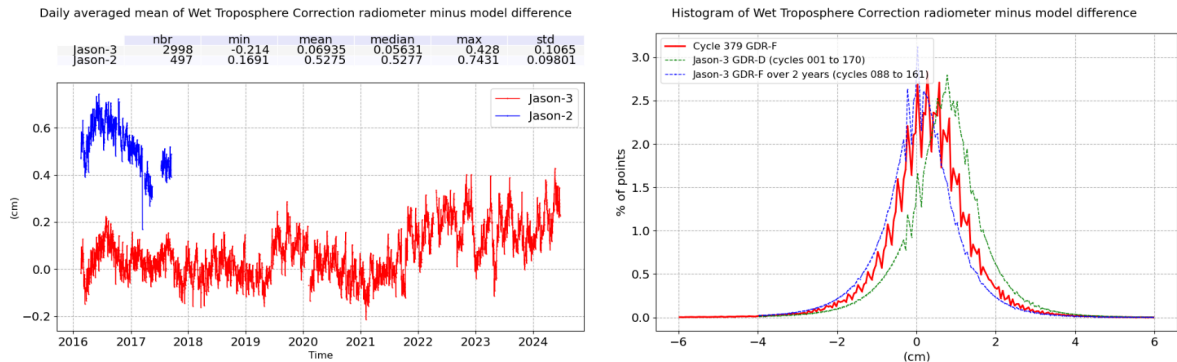 Daily averaged mean of Wet Troposphere Correction radiometer minus model difference
nbr min mean median max std
Jason-3 2998 -0.214 0.06935 0.05631 0.428 0.1065
Jason-2 497 0.1691 0.5275 0.5277 0.7431 0.09801
Jason-3
Jason-2
0.6
0.4
0.2
0.0
−0.2
(cm)
2016 2017 2018 2019 2020 2021 2022 2023 2024
Time
Histogram of Wet Troposphere Correction radiometer minus model difference
Cycle 379 GDR-F
Jason-3 GDR-D (cycles 001 to 170)
Jason-3 GDR-F over 2 years (cycles 088 to 161)
3.0
2.5
2.0
1.5
1.0
0.5
0.0
% of points
−6 −4 −2 0 2 4 6
(cm)